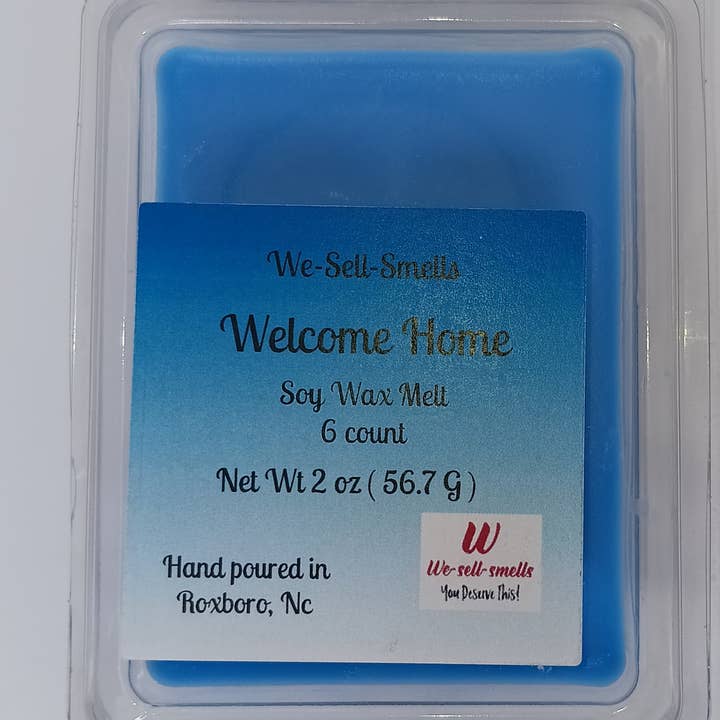 We-Sell-Smells
Welcome Home
Soy Wax Melt
6 count
Net Wt 2 oz ( 56.7 G )
Hand poured in
Roxboro, Nc
W
We-sell-smells
You Deserve This!